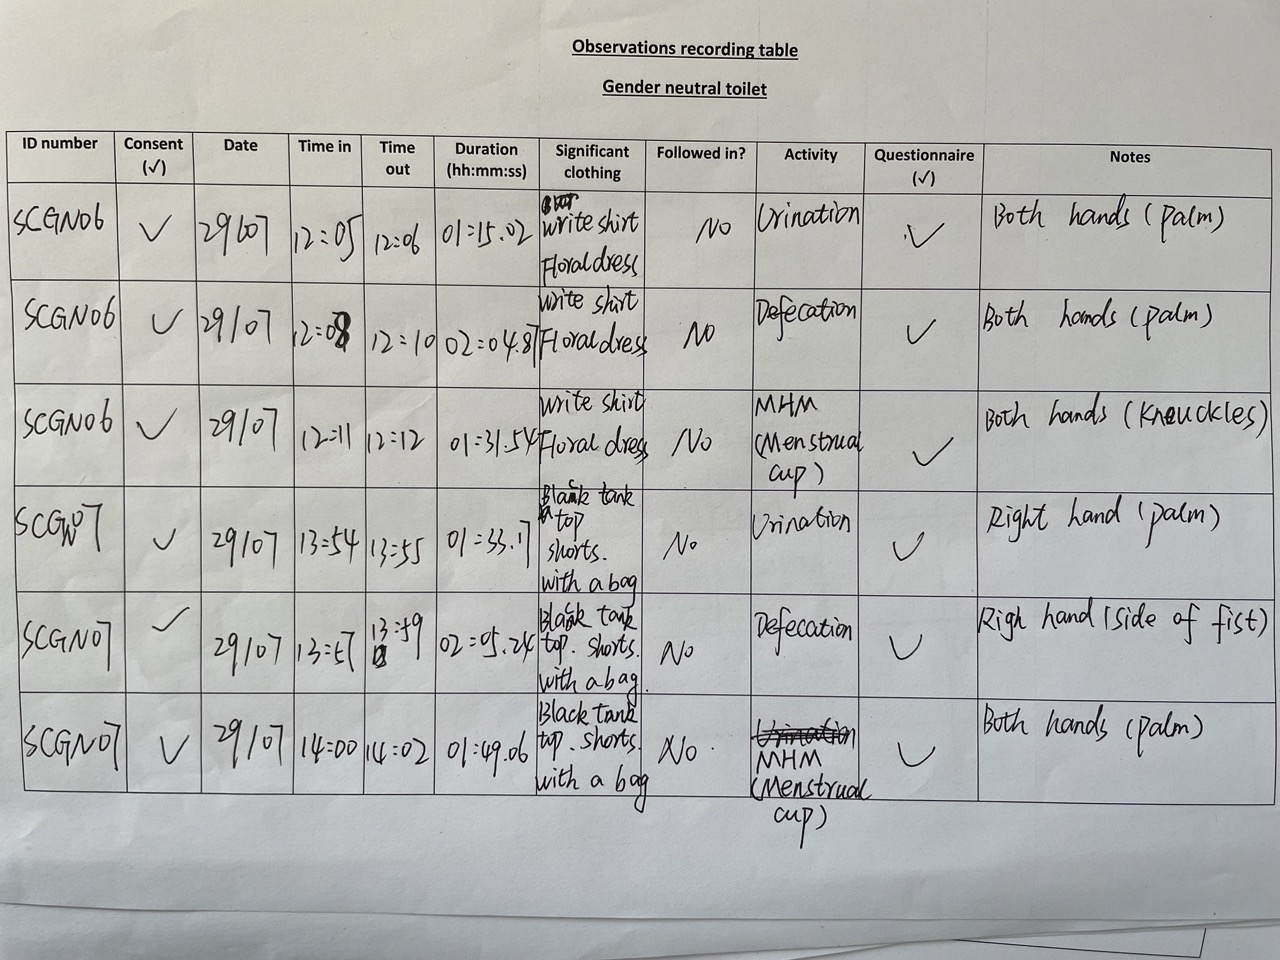 Observations recording table
Gender neutral toilet
ID number Consent (✓) Date Time in Time out Duration (hh:mm:ss) Significant clothing Followed in? Activity Questionnaire (✓) Notes
SCGN06 ✓ 29/07 12:05 12:06 01:15.02 write shirt Floral dress No Urination ✓ Both hands (palm)
SCGN06 ✓ 29/07 12:08 12:10 02:04.87 write shirt Floral dress No Defecation ✓ Both hands (palm)
SCGN06 ✓ 29/07 12:11 12:12 01:31.54 write shirt Floral dress No MHM (Menstrual cup) ✓ Both hands (Kneuckles)
SCGN07 ✓ 29/07 13:54 13:55 01:33.17 Black tank top shorts. with a bag No Urination ✓ Right hand (palm)
SCGN07 ✓ 29/07 13:57 13:59 02:05.24 Black tank top. shorts. with a bag. No Defecation ✓ Righ hand (side of fist)
SCGN07 ✓ 29/07 14:00 14:02 01:49.06 Black tank top. shorts. with a bag No. Urination MHM (Menstrual cup) ✓ Both hands (palm)